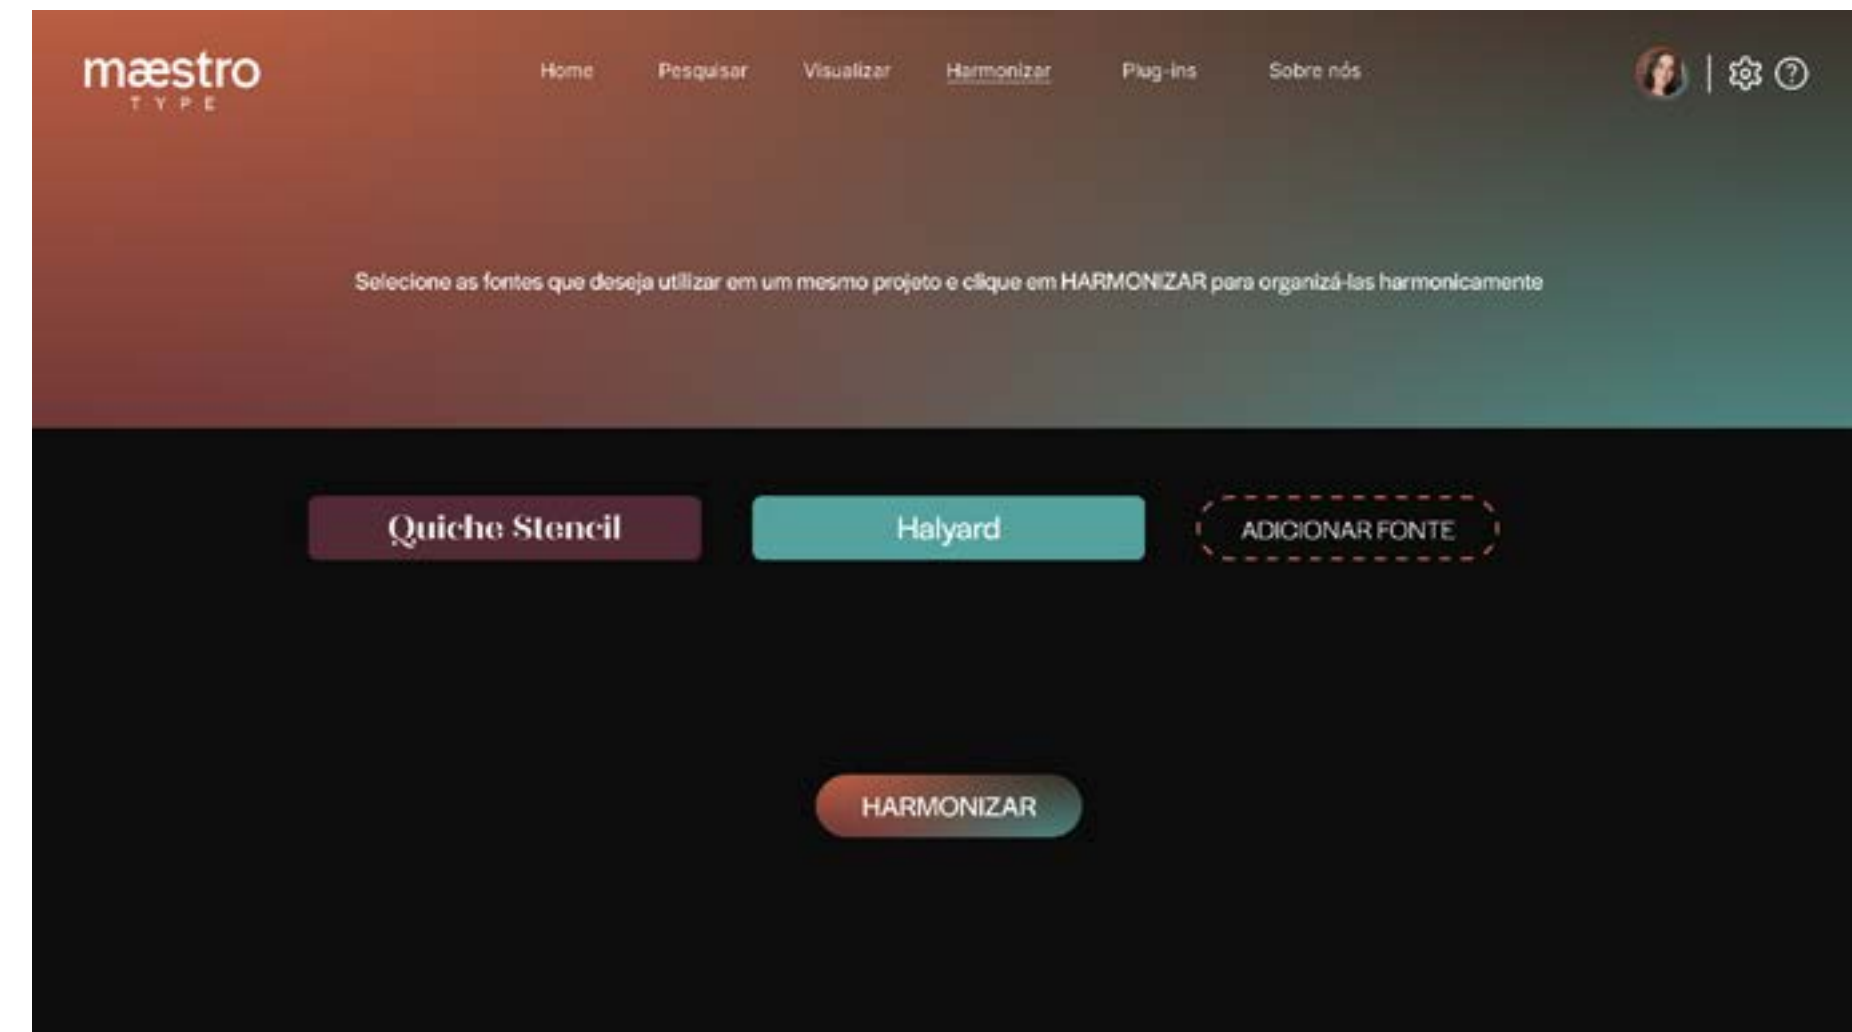 mæstro
TYPE
Home Pesquisar Visualizar Harmonizar Plug-ins Sobre nós
Selecione as fontes que deseja utilizar em um mesmo projeto e clique em HARMONIZAR para organizá-las harmonicamente
Quiche Stencil Halyard ADICIONAR FONTE
HARMONIZAR